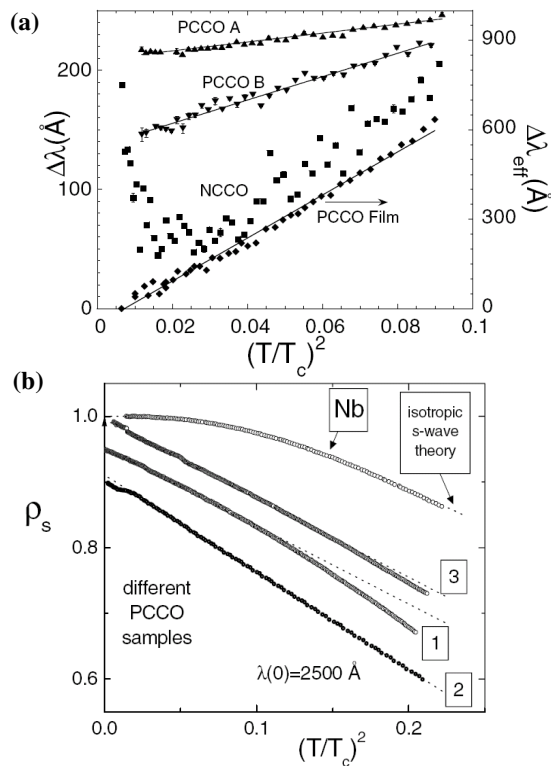 (a)
PCCO A
PCCO B
NCCO
PCCO Film
Δλ(Å)
Δλeff(Å)
200
100
0
900
600
300
0
0
0.02
0.04
0.06
0.08
0.1
(T/Tc)²
(b)
Nb
isotropic
s-wave
theory
ρs
1.0
0.8
0.6
different
PCCO
samples
λ(0)=2500 Å
3
1
2
0.0
0.1
0.2
(T/Tc)²